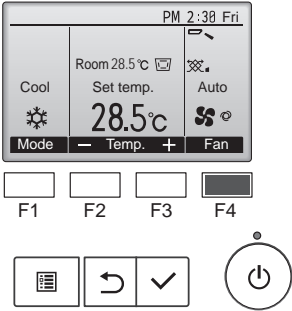 PM 2:30 Fri
Room 28.5℃
Cool Set temp. Auto
28.5℃
Mode − Temp. + Fan
F1 F2 F3 F4